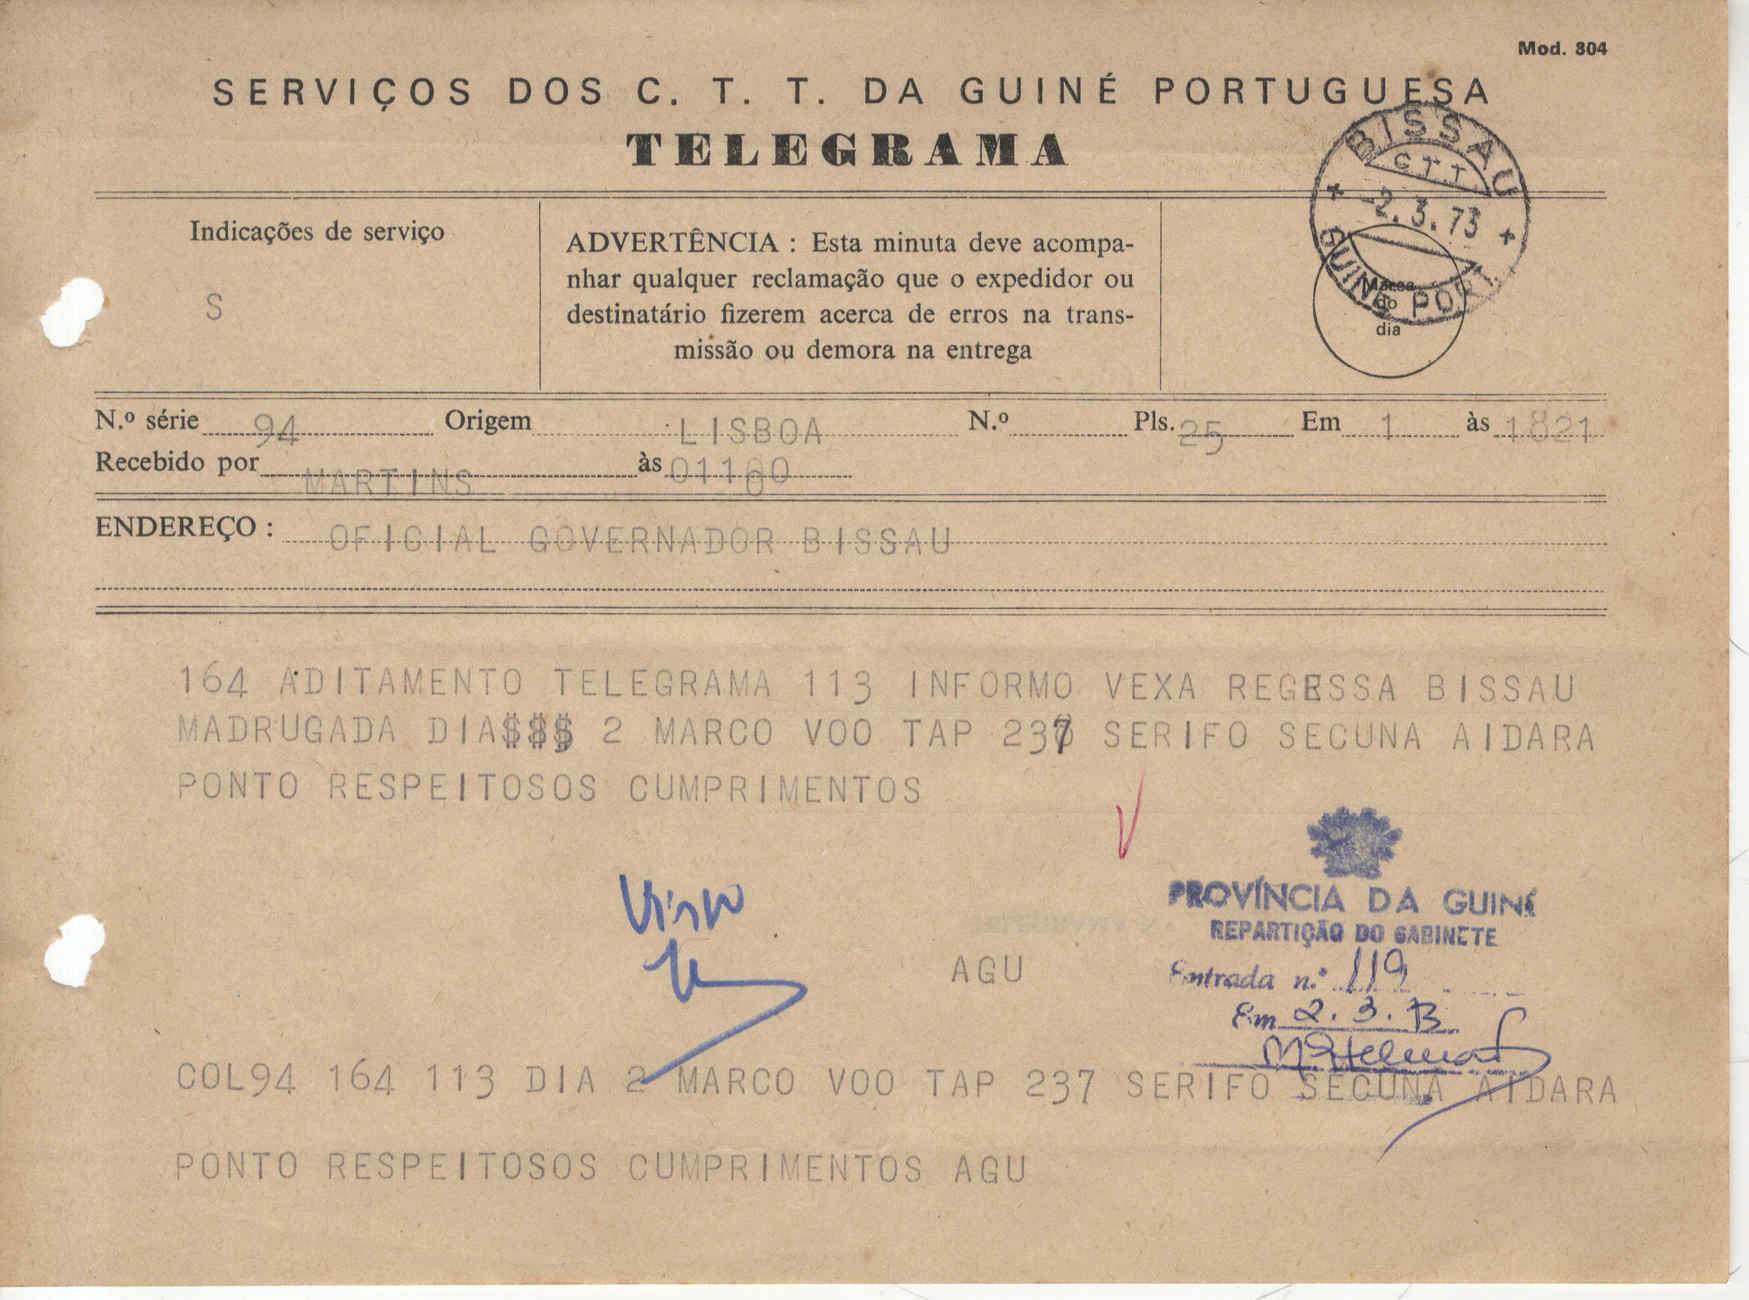 Mod. 804
SERVIÇOS DOS C. T. T. DA GUINÉ PORTUGUESA
TELEGRAMA
BISSAU
C.T.T.
-2.3.73
GUINÉ PORT.
Marca
do
dia
Indicações de serviço
S
ADVERTÊNCIA : Esta minuta deve acompa-
nhar qualquer reclamação que o expedidor ou
destinatário fizerem acerca de erros na trans-
missão ou demora na entrega
N.º série 94 Origem LISBOA N.º Pls. 25 Em 1 às 1821
Recebido por MARTINS às
ENDEREÇO : OFICIAL GOVERNADOR BISSAU
164 ADITAMENTO TELEGRAMA 113 INFORMO VEXA REGESSA BISSAU
MADRUGADA DIA$$$ 2 MARCO VOO TAP 237 SERIFO SECUNA AIDARA
PONTO RESPEITOSOS CUMPRIMENTOS
Visto
AGU
PROVÍNCIA DA GUINÉ
REPARTIÇÃO DO GABINETE
Entrada n.º 119
Em 2.3.73
COL94 164 113 DIA 2 MARCO VOO TAP 237 SERIFO SECUNA AIDARA
PONTO RESPEITOSOS CUMPRIMENTOS AGU